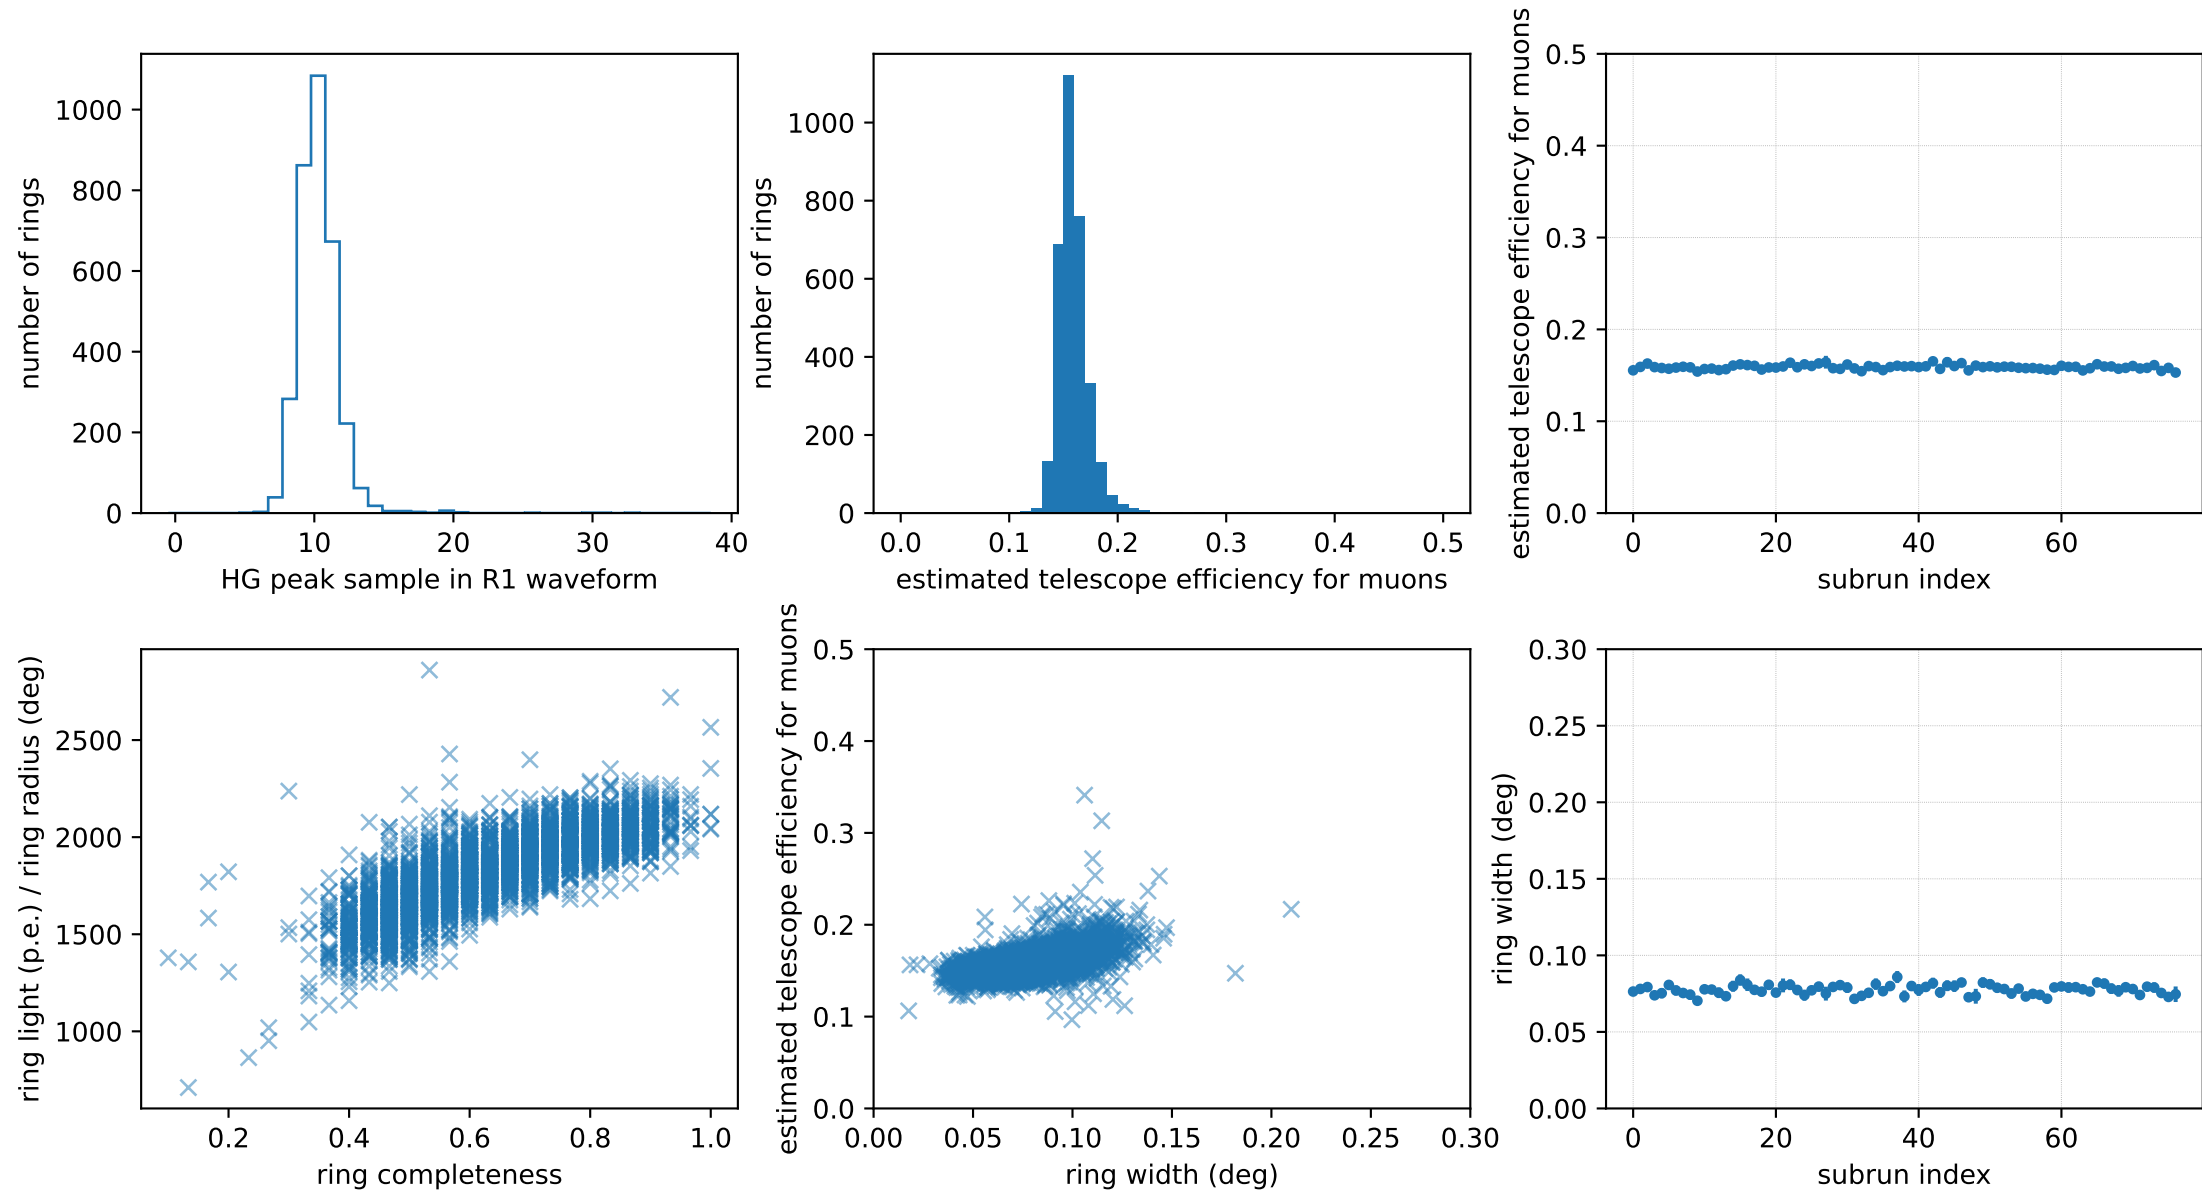 number of rings
1000
800
600
400
200
0
0 10 20 30 40
HG peak sample in R1 waveform
number of rings
1000
800
600
400
200
0
0.0 0.1 0.2 0.3 0.4 0.5
estimated telescope efficiency for muons
estimated telescope efficiency for muons
0.5
0.4
0.3
0.2
0.1
0.0
0 20 40 60
subrun index
ring light (p.e.) / ring radius (deg)
2500
2000
1500
1000
0.2 0.4 0.6 0.8 1.0
ring completeness
estimated telescope efficiency for muons
0.5
0.4
0.3
0.2
0.1
0.0
0.00 0.05 0.10 0.15 0.20 0.25 0.30
ring width (deg)
ring width (deg)
0.30
0.25
0.20
0.15
0.10
0.05
0.00
0 20 40 60
subrun index